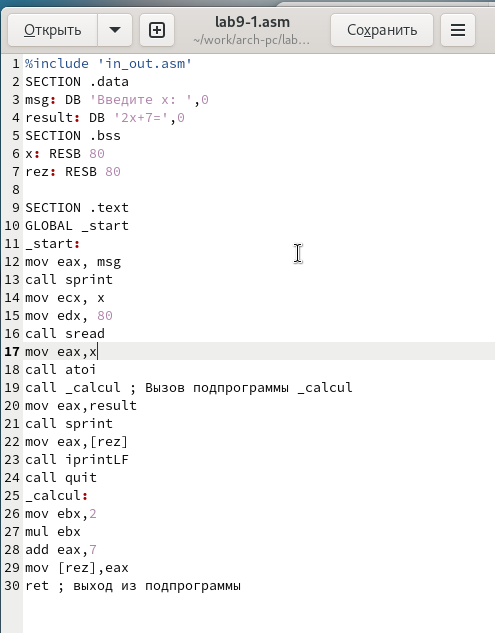 Открыть
lab9-1.asm
~/work/arch-pc/lab...
Сохранить
1 %include 'in_out.asm'
2 SECTION .data
3 msg: DB 'Введите x: ',0
4 result: DB '2x+7=',0
5 SECTION .bss
6 x: RESB 80
7 rez: RESB 80
8
9 SECTION .text
10 GLOBAL _start
11 _start:
12 mov eax, msg
13 call sprint
14 mov ecx, x
15 mov edx, 80
16 call sread
17 mov eax,x
18 call atoi
19 call _calcul ; Вызов подпрограммы _calcul
20 mov eax,result
21 call sprint
22 mov eax,[rez]
23 call iprintLF
24 call quit
25 _calcul:
26 mov ebx,2
27 mul ebx
28 add eax,7
29 mov [rez],eax
30 ret ; выход из подпрограммы